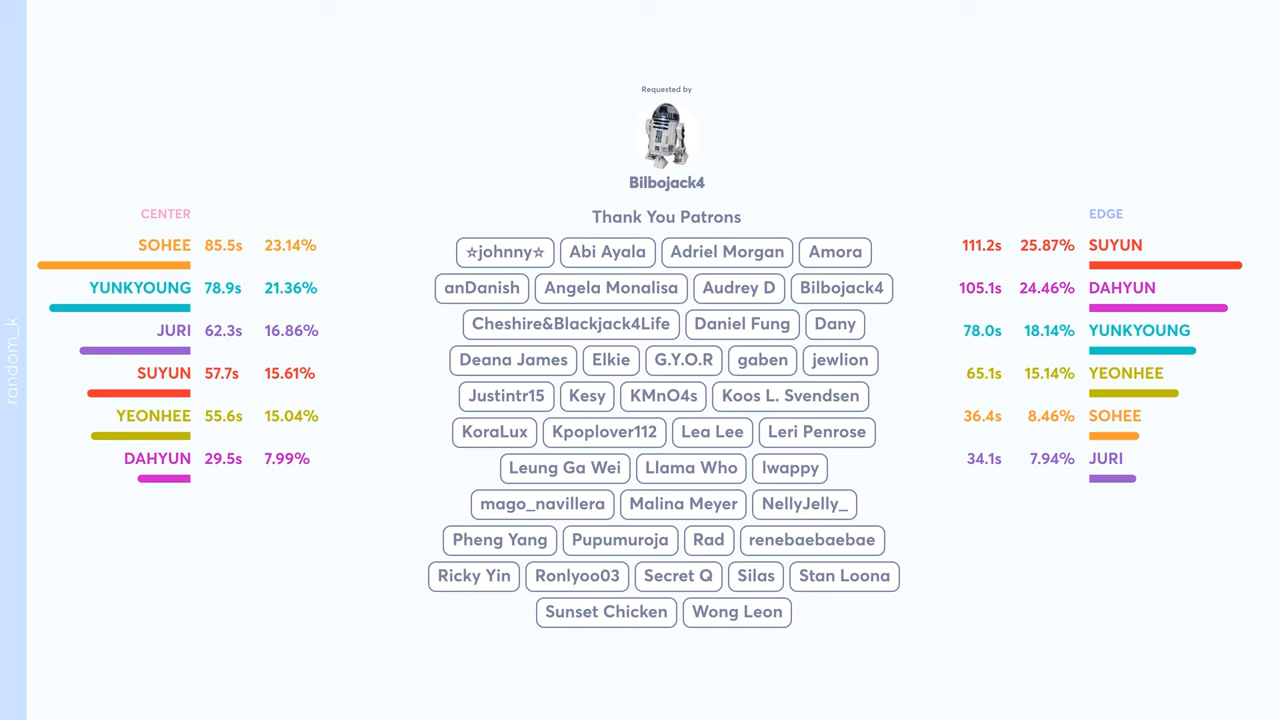 random_k
Requested by
Bilbojack4
CENTER
SOHEE 85.5s 23.14%
YUNKYOUNG 78.9s 21.36%
JURI 62.3s 16.86%
SUYUN 57.7s 15.61%
YEONHEE 55.6s 15.04%
DAHYUN 29.5s 7.99%
Thank You Patrons
☆johnny☆ Abi Ayala Adriel Morgan Amora
anDanish Angela Monalisa Audrey D Bilbojack4
Cheshire&Blackjack4Life Daniel Fung Dany
Deana James Elkie G.Y.O.R gaben jewlion
Justintr15 Kesy KMnO4s Koos L. Svendsen
KoraLux Kpoplover112 Lea Lee Leri Penrose
Leung Ga Wei Llama Who lwappy
mago_navillera Malina Meyer NellyJelly_
Pheng Yang Pupumuroja Rad renebaebaebae
Ricky Yin Ronlyoo03 Secret Q Silas Stan Loona
Sunset Chicken Wong Leon
EDGE
111.2s 25.87% SUYUN
105.1s 24.46% DAHYUN
78.0s 18.14% YUNKYOUNG
65.1s 15.14% YEONHEE
36.4s 8.46% SOHEE
34.1s 7.94% JURI